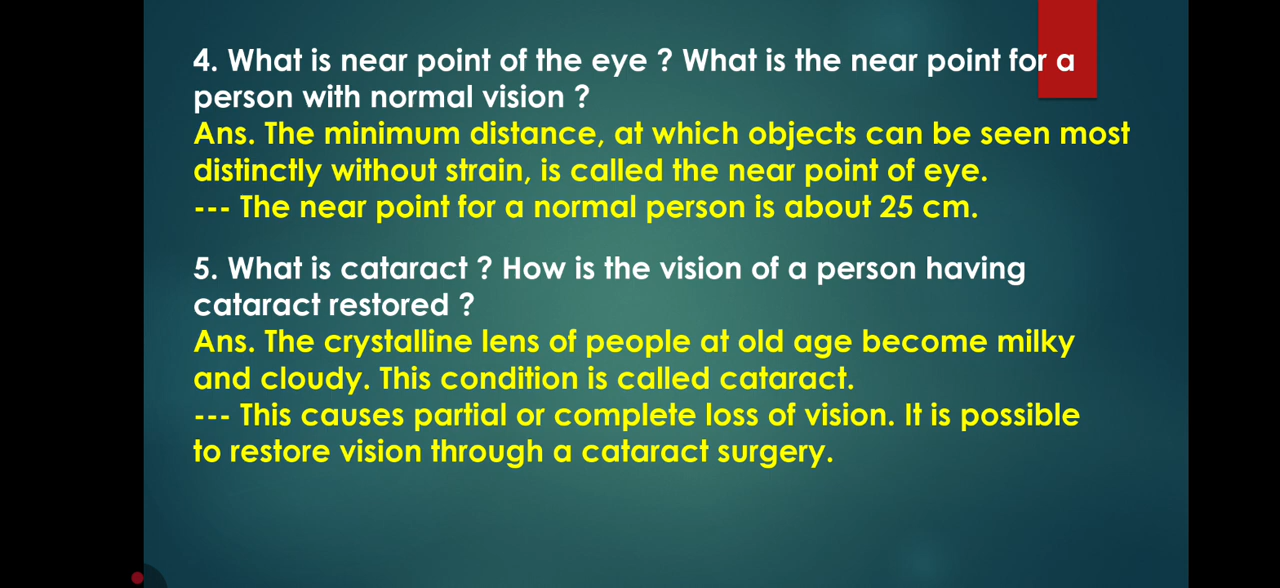 4. What is near point of the eye ? What is the near point for a
person with normal vision ?
Ans. The minimum distance, at which objects can be seen most
distinctly without strain, is called the near point of eye.
--- The near point for a normal person is about 25 cm.
5. What is cataract ? How is the vision of a person having
cataract restored ?
Ans. The crystalline lens of people at old age become milky
and cloudy. This condition is called cataract.
--- This causes partial or complete loss of vision. It is possible
to restore vision through a cataract surgery.